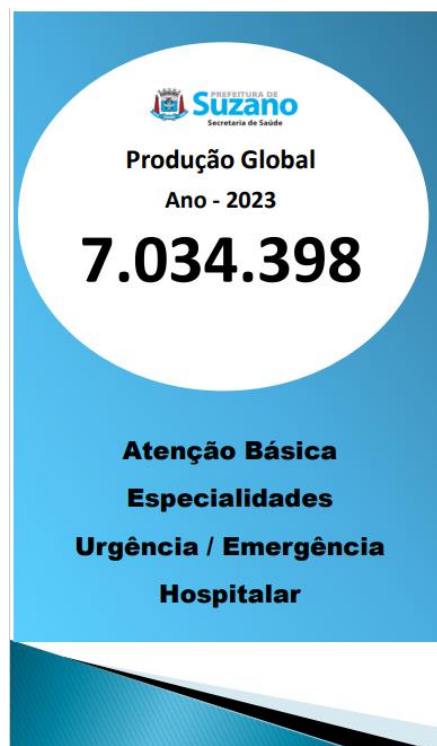 PREFEITURA DE
Suzano
Secretaria de Saúde
Produção Global
Ano - 2023
7.034.398
Atenção Básica
Especialidades
Urgência / Emergência
Hospitalar